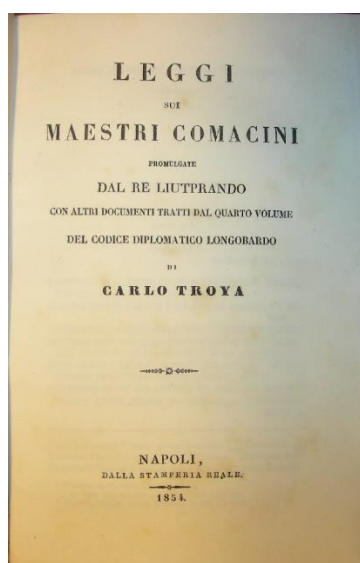 LEGGI
SUI
MAESTRI COMACINI
PROMULGATE
DAL RE LIUTPRANDO
CON ALTRI DOCUMENTI TRATTI DAL QUARTO VOLUME
DEL CODICE DIPLOMATICO LONGOBARDO
DI
CARLO TROYA
NAPOLI,
DALLA STAMPERIA REALE.
1854.